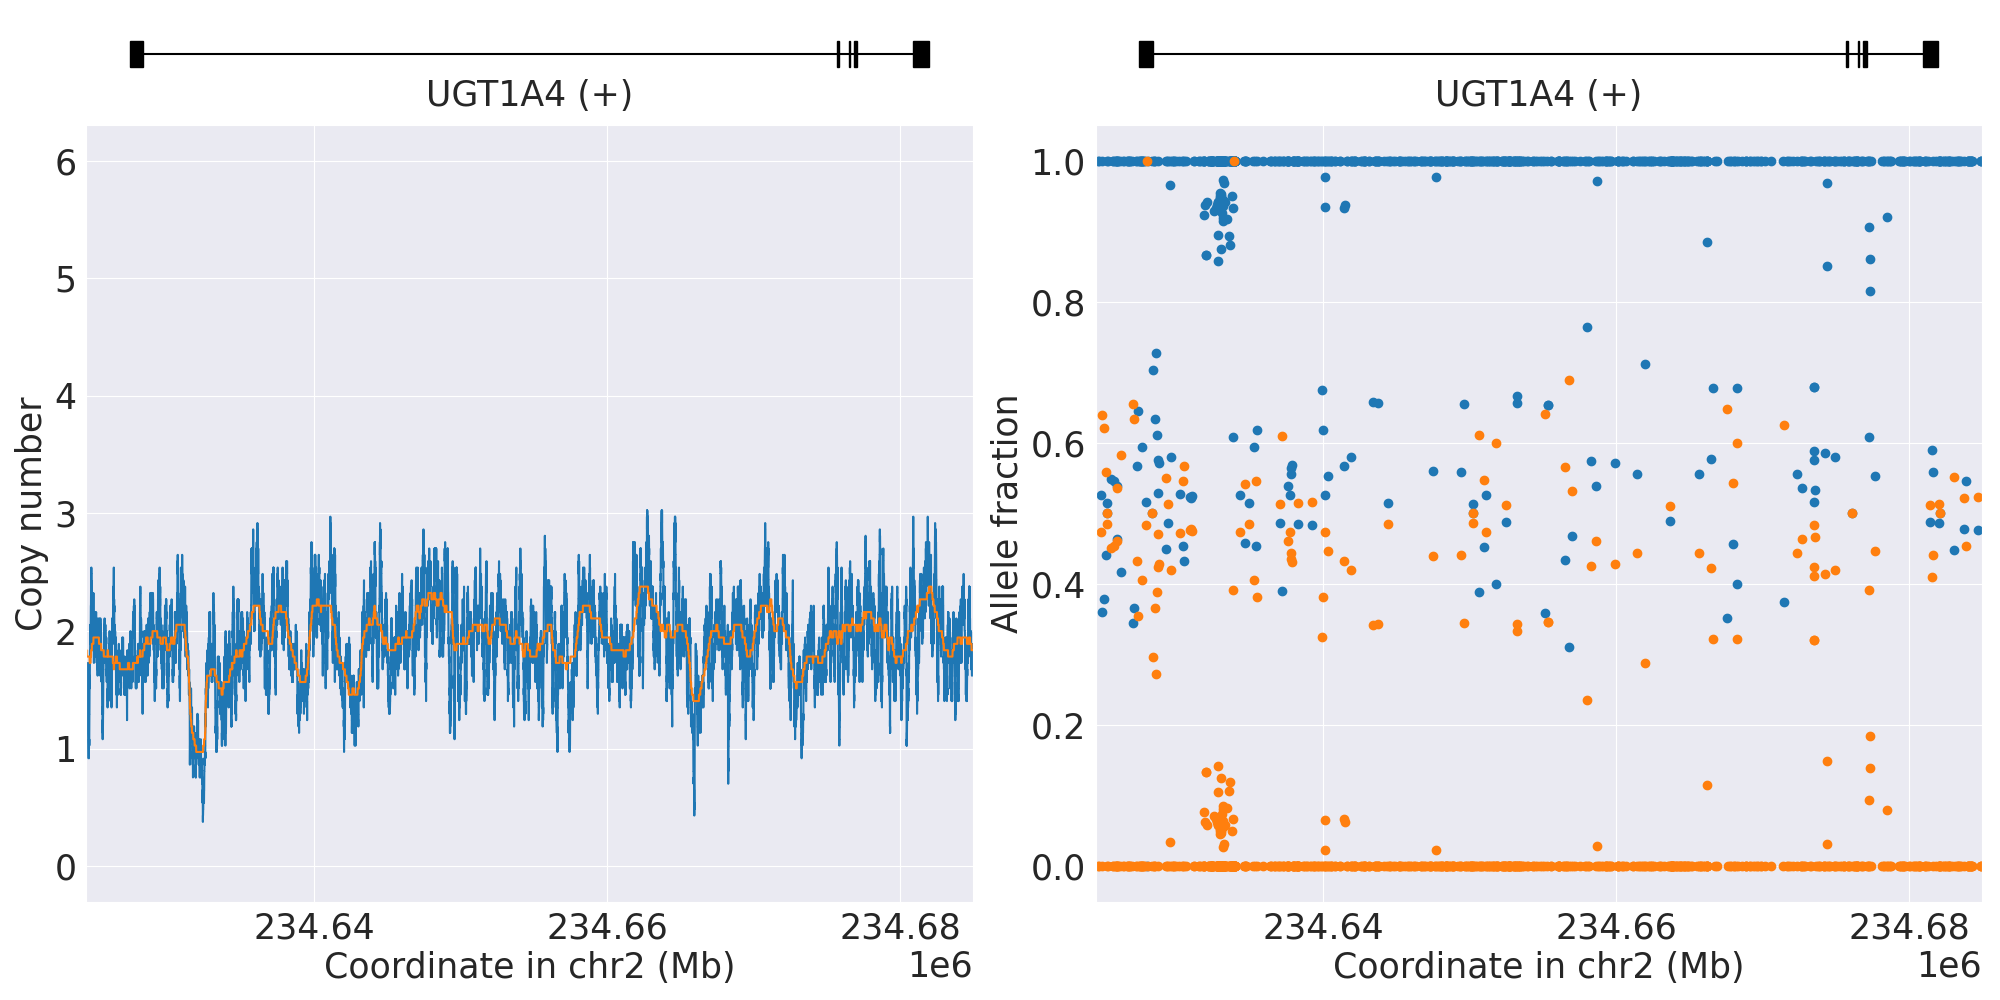 UGT1A4 (+)
6
5
4
3
2
1
0
Copy number
234.64 234.66 234.68
1e6
Coordinate in chr2 (Mb)
UGT1A4 (+)
1.0
0.8
0.6
0.4
0.2
0.0
Allele fraction
234.64 234.66 234.68
1e6
Coordinate in chr2 (Mb)